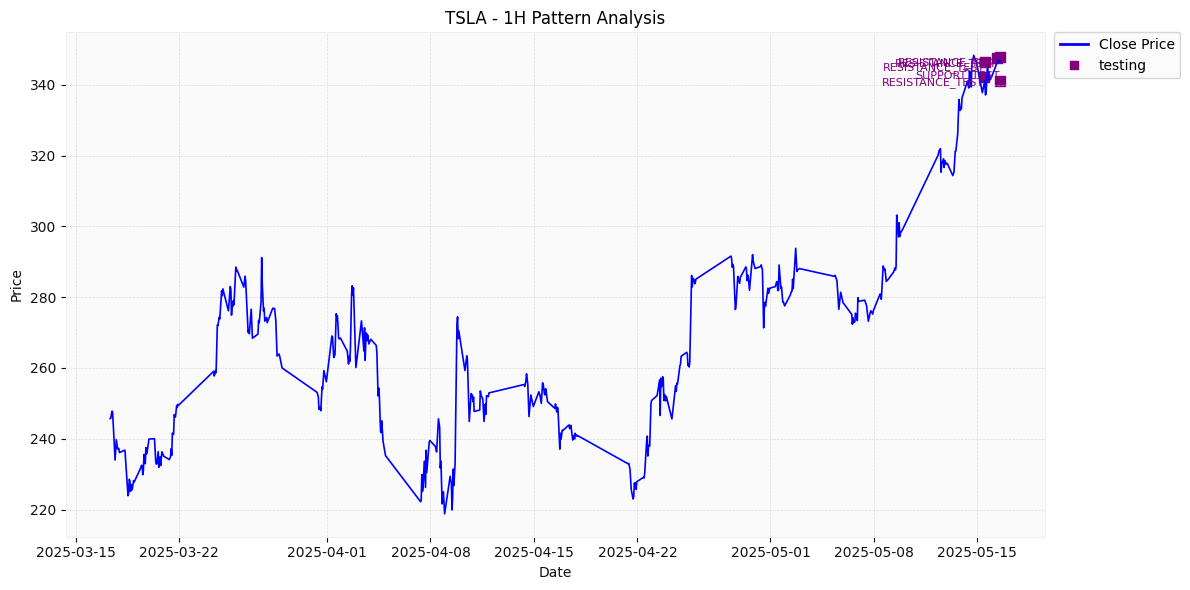 TSLA - 1H Pattern Analysis
Close Price
testing
RESISTANCE_TEST
RESISTANCE_TEST
SUPPORT_TEST
RESISTANCE_TEST
Price
340
320
300
280
260
240
220
2025-03-15
2025-03-22
2025-04-01
2025-04-08
2025-04-15
2025-04-22
2025-05-01
2025-05-08
2025-05-15
Date